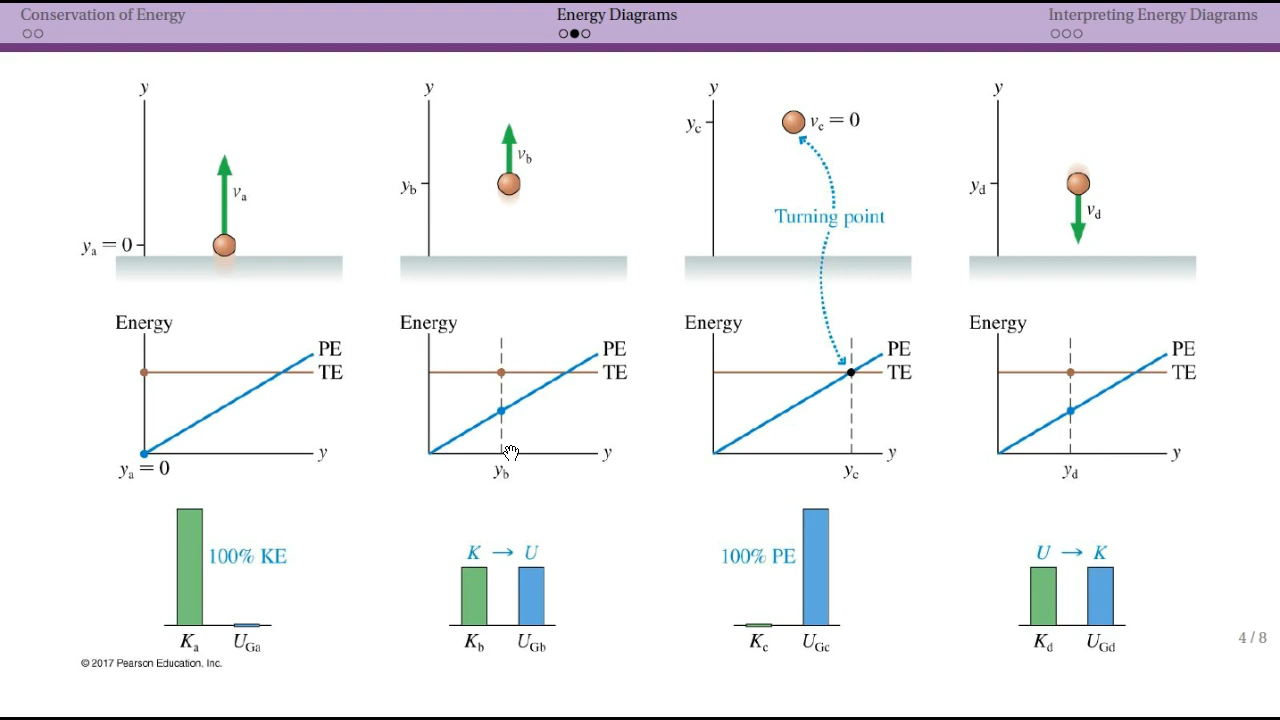 Conservation of Energy
Energy Diagrams
Interpreting Energy Diagrams
y
y
y
y
yc
vc = 0
vb
va
yb
yd
vd
Turning point
ya = 0
Energy
Energy
Energy
Energy
PE
PE
PE
PE
TE
TE
TE
TE
y
y
y
y
ya = 0
yb
yc
yd
100% KE
K → U
100% PE
U → K
Ka
UGa
Kb
UGb
Kc
UGc
Kd
UGd
4 / 8
© 2017 Pearson Education, Inc.